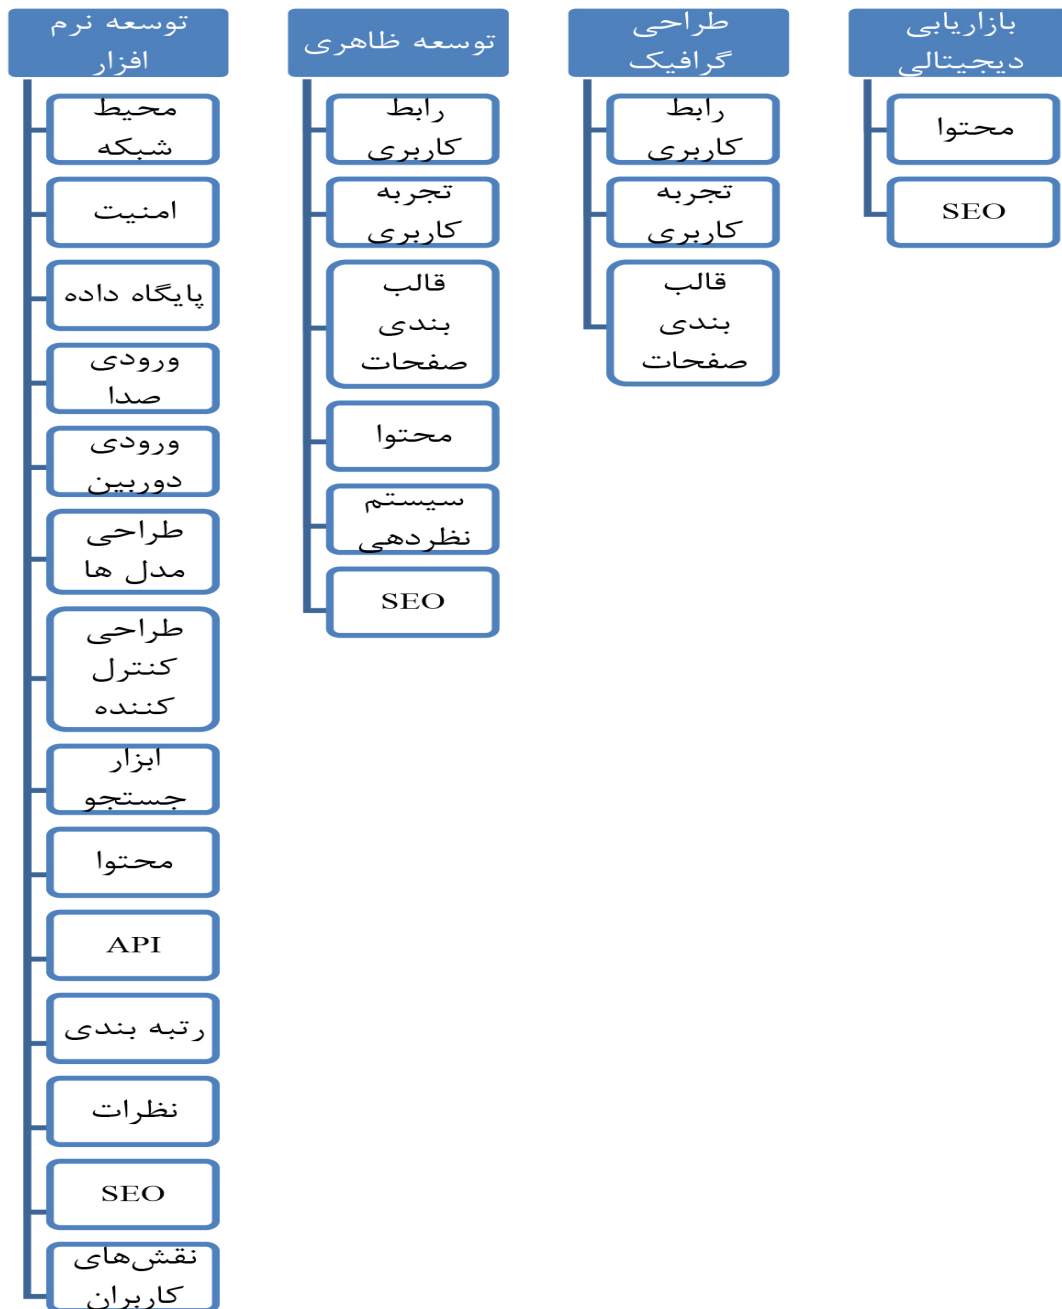 بازاریابی
دیجیتالی
محتوا
SEO
طراحی
گرافیک
رابط
کاربری
تجربه
کاربری
قالب
بندی
صفحات
توسعه ظاهری
رابط
کاربری
تجربه
کاربری
قالب
بندی
صفحات
محتوا
سیستم
نظردهی
SEO
توسعه نرم
افزار
محیط
شبکه
امنیت
پایگاه داده
ورودی
صدا
ورودی
دوربین
طراحی
مدل ها
طراحی
کنترل
کننده
ابزار
جستجو
محتوا
API
رتبه بندی
نظرات
SEO
نقش‌های
کاربران